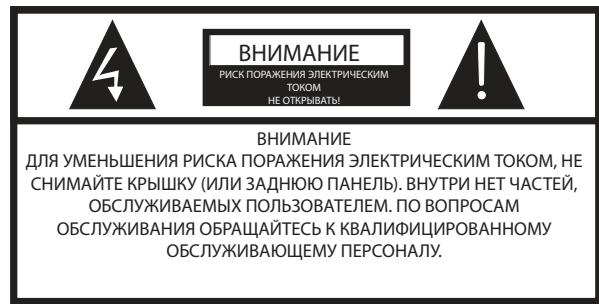 ВНИМАНИЕ
РИСК ПОРАЖЕНИЯ ЭЛЕКТРИЧЕСКИМ
ТОКОМ
НЕ ОТКРЫВАТЬ!
ВНИМАНИЕ
ДЛЯ УМЕНЬШЕНИЯ РИСКА ПОРАЖЕНИЯ ЭЛЕКТРИЧЕСКИМ ТОКОМ, НЕ
СНИМАЙТЕ КРЫШКУ (ИЛИ ЗАДНЮЮ ПАНЕЛЬ). ВНУТРИ НЕТ ЧАСТЕЙ,
ОБСЛУЖИВАЕМЫХ ПОЛЬЗОВАТЕЛЕМ. ПО ВОПРОСАМ
ОБСЛУЖИВАНИЯ ОБРАЩАЙТЕСЬ К КВАЛИФИЦИРОВАННОМУ
ОБСЛУЖИВАЮЩЕМУ ПЕРСОНАЛУ.